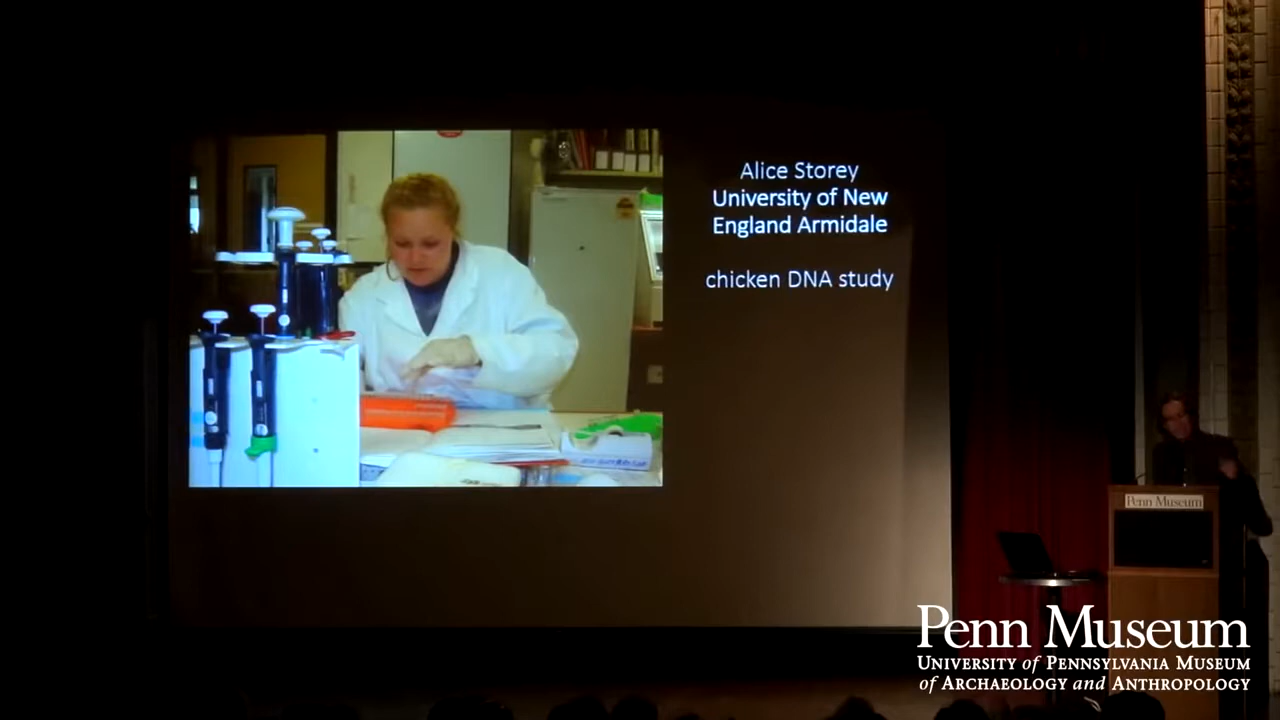 Alice Storey
University of New
England Armidale
chicken DNA study
Penn Museum
Penn Museum
UNIVERSITY of PENNSYLVANIA MUSEUM
of ARCHAEOLOGY and ANTHROPOLOGY